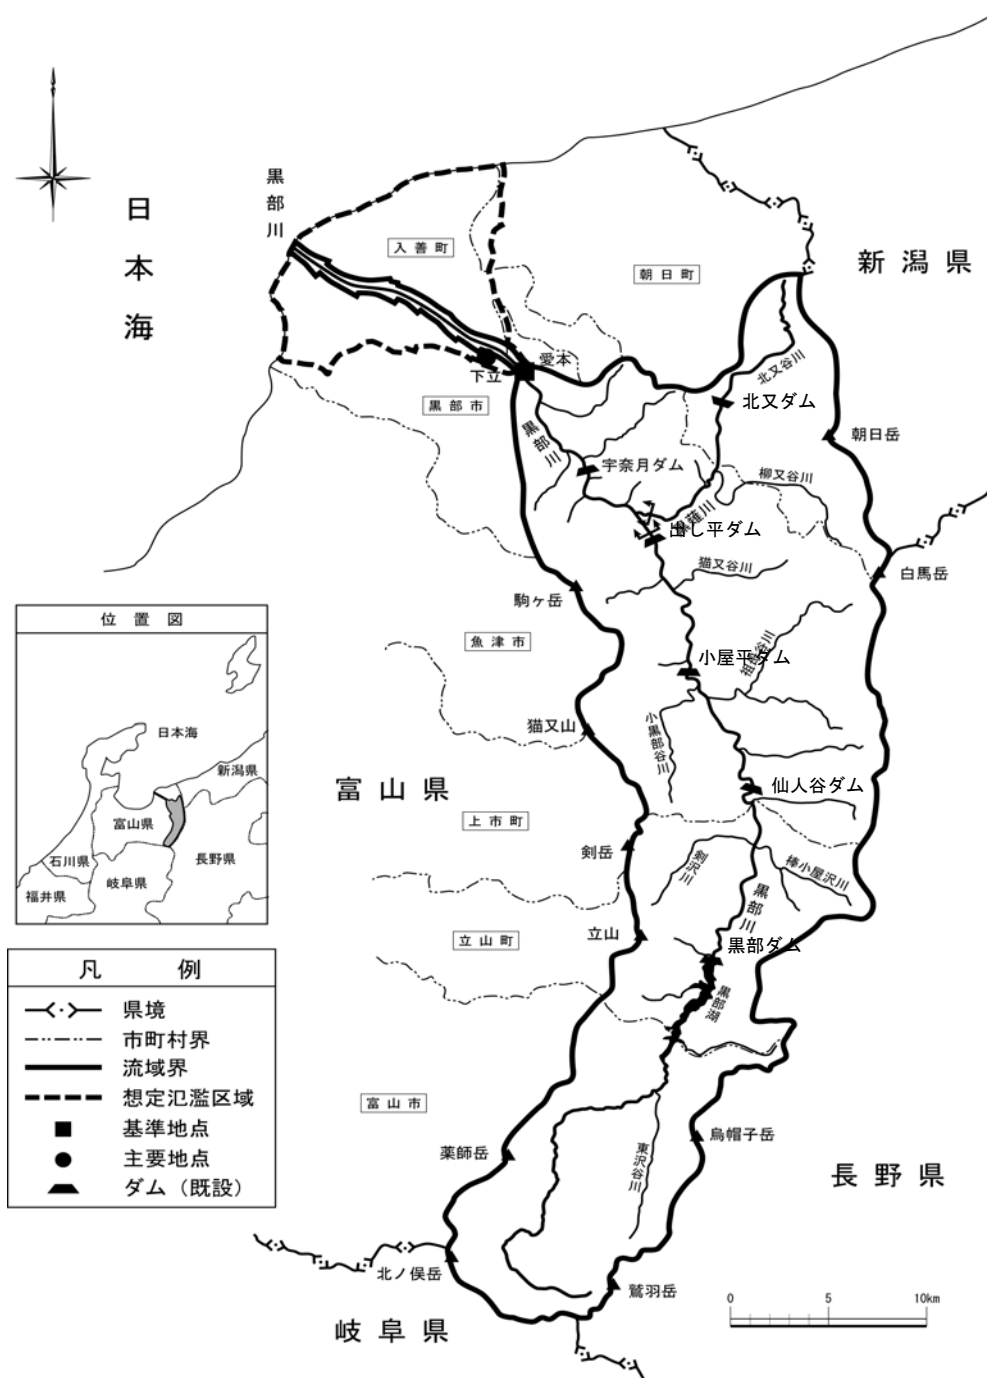 黒部川
日本海
入善町
朝日町
新潟県
愛本
下立
黒部市
北又谷川
北又ダム
朝日岳
黒部川
宇奈月ダム
柳又谷川
黒薙川
出し平ダム
猫又谷川
白馬岳
駒ヶ岳
魚津市
小屋平ダム
祖母谷川
猫又山
小黒部谷川
富山県
仙人谷ダム
上市町
剣岳
剣沢川
棒小屋沢川
黒部川
立山
立山町
黒部ダム
黒部湖
富山市
烏帽子岳
薬師岳
東沢谷川
長野県
北ノ俣岳
鷲羽岳
岐阜県
0 5 10km
位置図
日本海
新潟県
富山県
石川県
長野県
岐阜県
福井県
凡例
県境
市町村界
流域界
想定氾濫区域
基準地点
主要地点
ダム（既設）